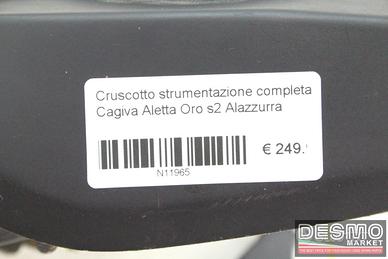 Cruscotto strumentazione completa
Cagiva Aletta Oro s2 Alazzurra
€ 249.
N11965
DESMO
MARKET